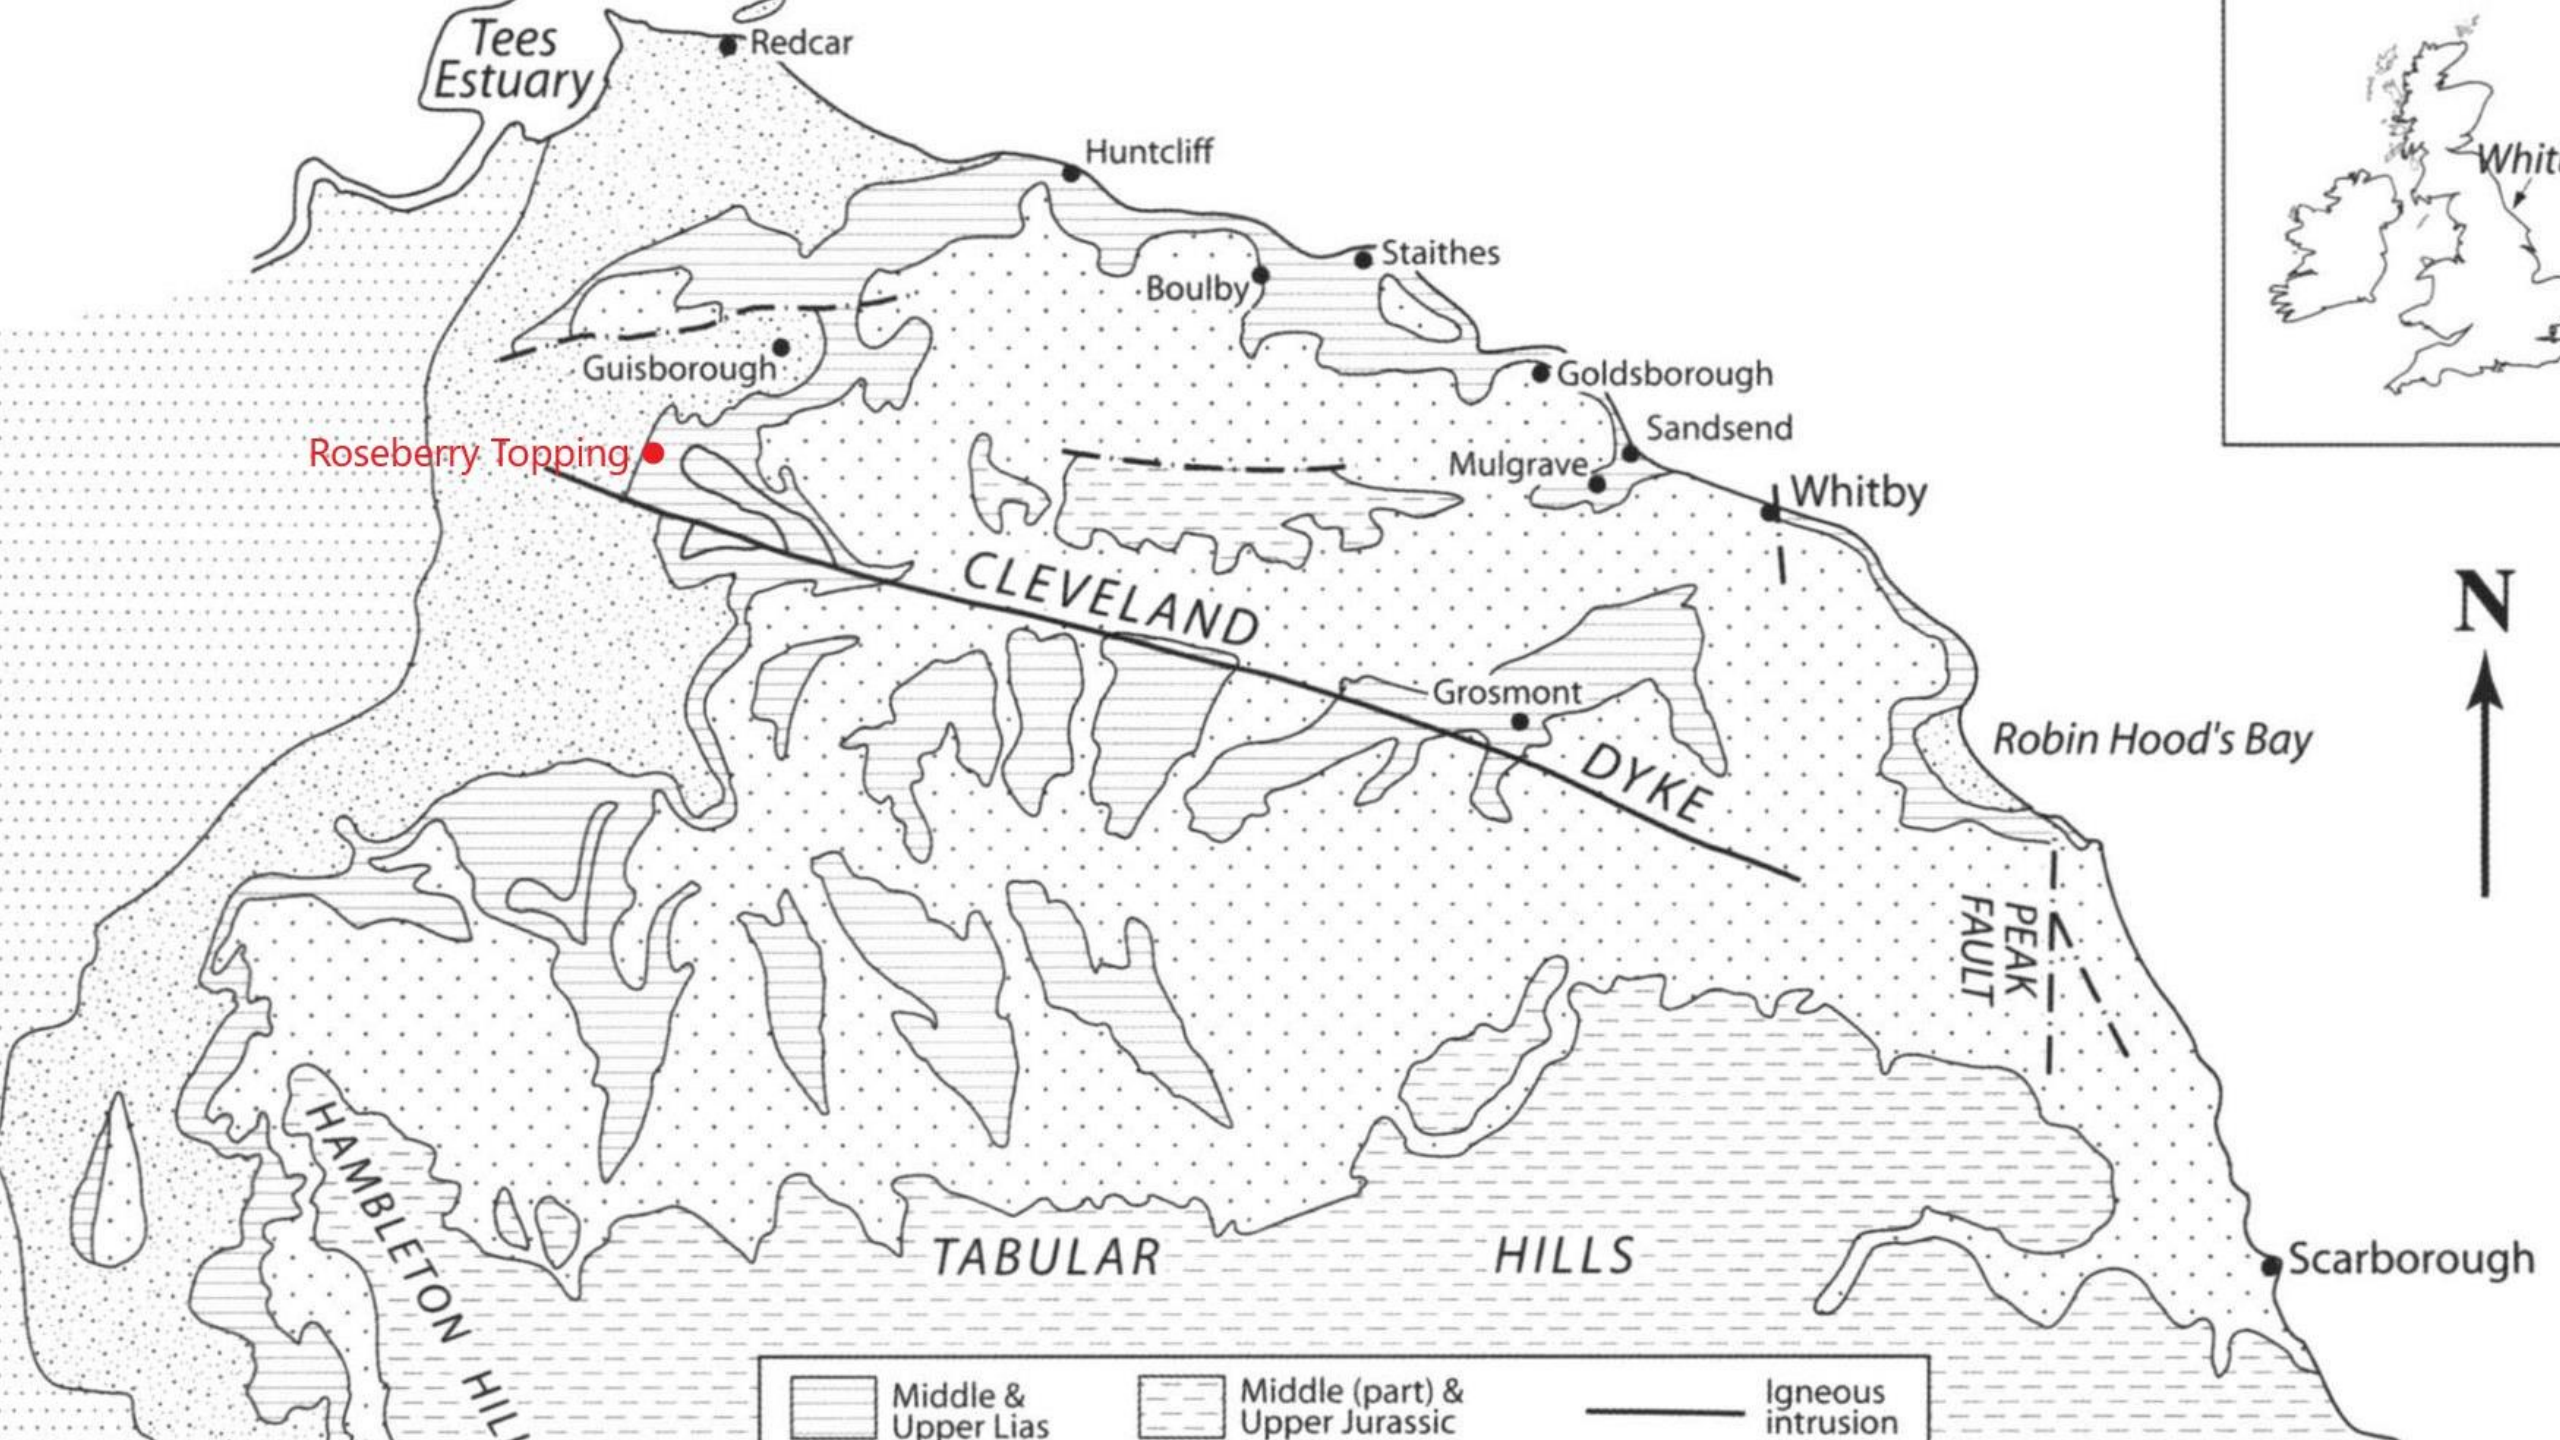 Tees
Estuary
Redcar
Huntcliff
Staithes
Boulby
Guisborough
Goldsborough
Roseberry Topping
Sandsend
Mulgrave
Whitby
CLEVELAND
DYKE
Grosmont
Robin Hood's Bay
N
PEAK
FAULT
HAMBLETON
TABULAR HILLS
Scarborough
Middle &
Upper Lias
Middle (part) &
Upper Jurassic
Igneous
intrusion